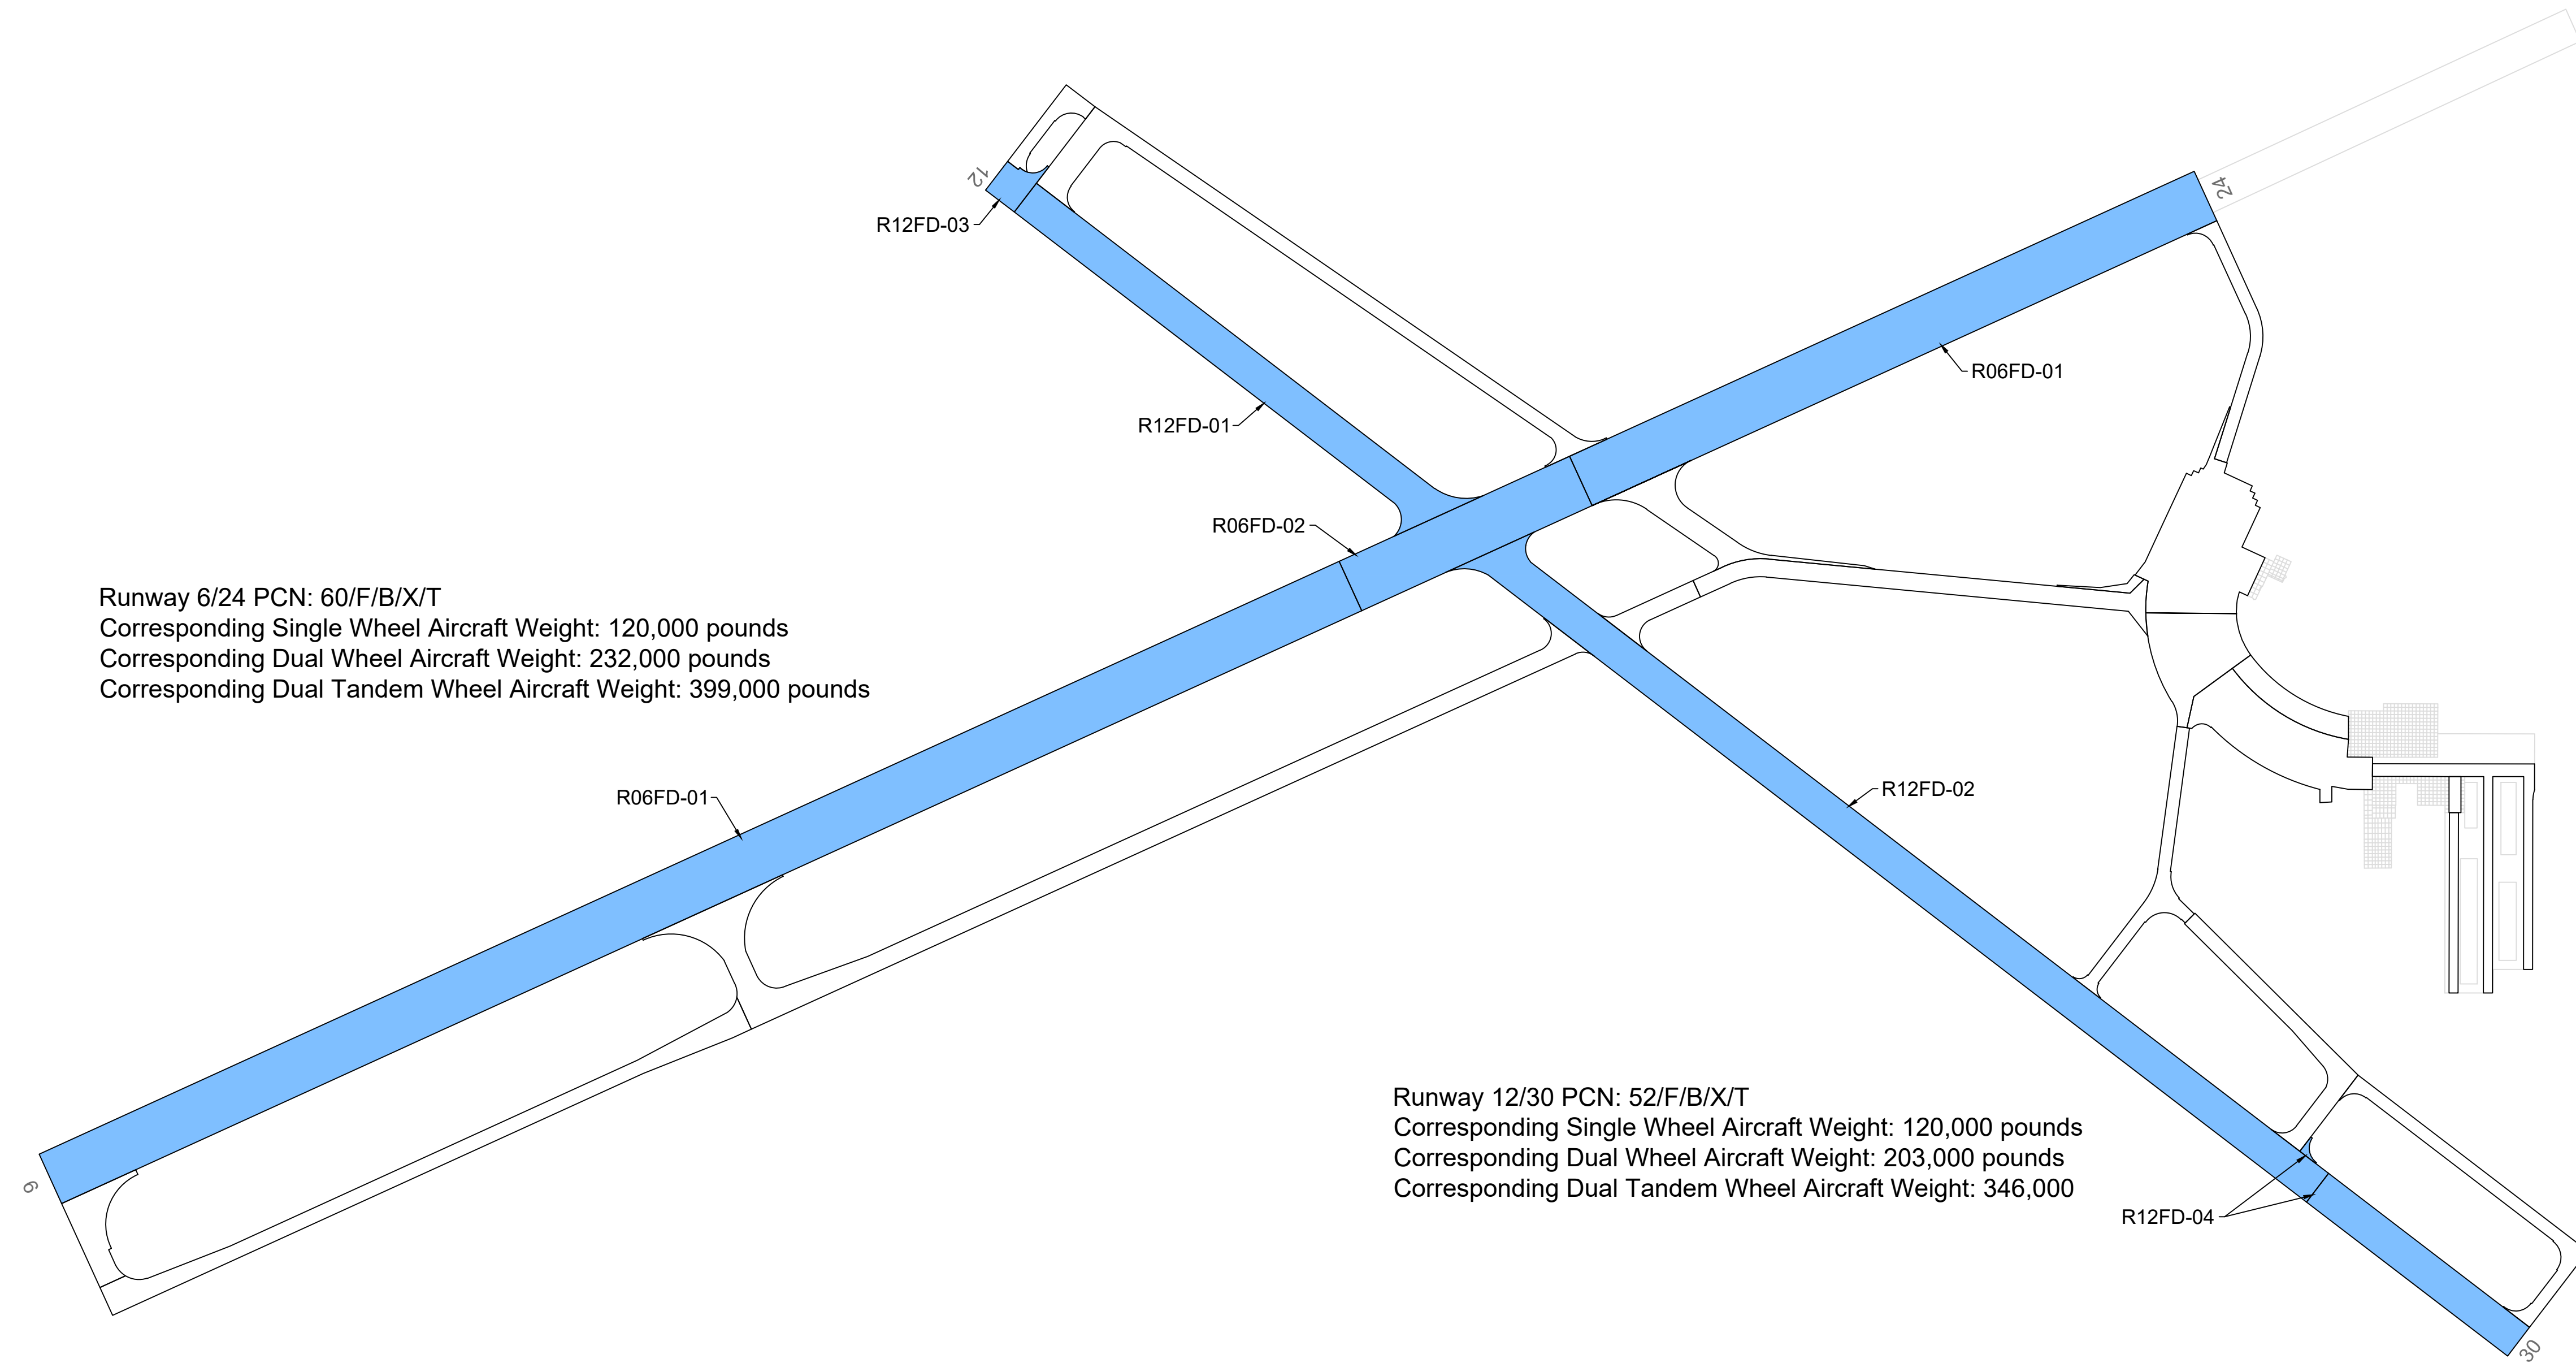 12
24
R12FD-03
R06FD-01
R12FD-01
R06FD-02
Runway 6/24 PCN: 60/F/B/X/T
Corresponding Single Wheel Aircraft Weight: 120,000 pounds
Corresponding Dual Wheel Aircraft Weight: 232,000 pounds
Corresponding Dual Tandem Wheel Aircraft Weight: 399,000 pounds
R12FD-02
R06FD-01
Runway 12/30 PCN: 52/F/B/X/T
Corresponding Single Wheel Aircraft Weight: 120,000 pounds
Corresponding Dual Wheel Aircraft Weight: 203,000 pounds
Corresponding Dual Tandem Wheel Aircraft Weight: 346,000
6
R12FD-04
30